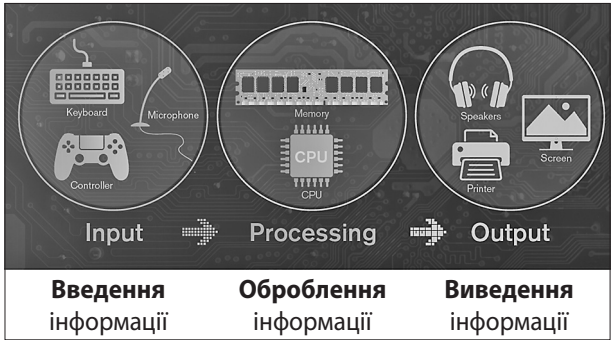 Keyboard
Microphone
Controller
Memory
CPU
CPU
Speakers
Screen
Printer
Input
Processing
Output
Введення
інформації
Оброблення
інформації
Виведення
інформації